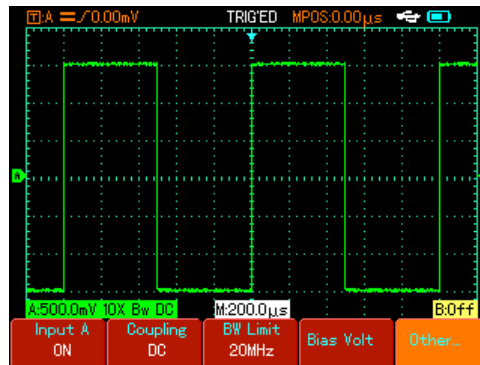 T:A 0.00mV TRIG'ED MPOS:0.00μs
A
A:500.0mV 10X Bw DC M:200.0μs B:Off
Input A Coupling BW Limit Bias Volt Other...
ON DC 20MHz